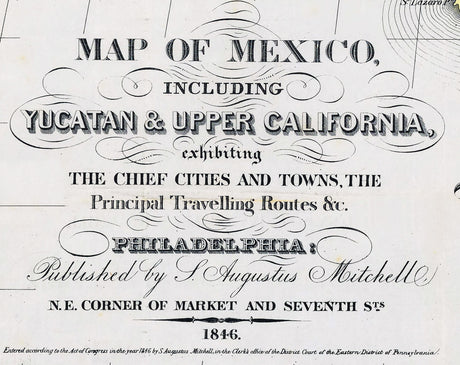 S. Lazaro Pt
MAP OF MEXICO,
INCLUDING
YUCATAN & UPPER CALIFORNIA,
exhibiting
THE CHIEF CITIES AND TOWNS, THE
Principal Travelling Routes &c.
PHILADELPHIA:
Published by S. Augustus Mitchell.
N.E. CORNER OF MARKET AND SEVENTH STS
1846.
Entered according to the Act of Congress in the year 1846 by S. Augustus Mitchell, in the Clerk's office of the District Court of the Eastern District of Pennsylvania.